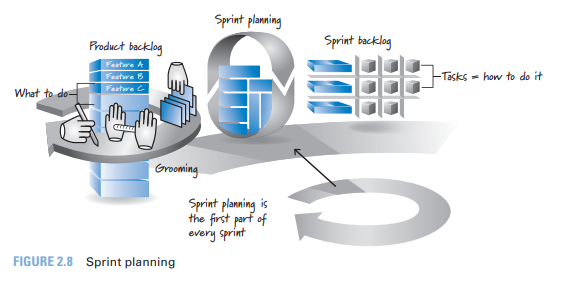 Sprint planning
Product backlog
Sprint backlog
Feature A
Feature B
Feature C
What to do
Tasks = how to do it
Grooming
Sprint planning is
the first part of
every sprint
FIGURE 2.8 Sprint planning